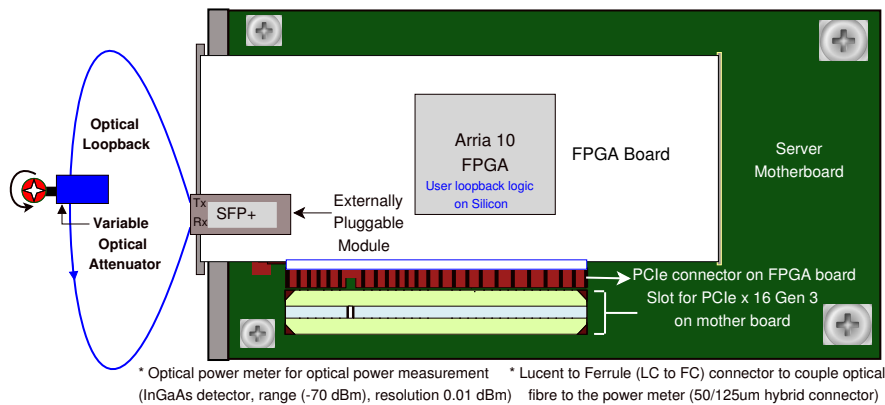 Optical
Loopback
Arria 10
FPGA
User loopback logic
on Silicon
FPGA Board
Server
Motherboard
Tx
Rx
SFP+
Externally
Pluggable
Module
Variable
Optical
Attenuator
PCIe connector on FPGA board
Slot for PCIe x 16 Gen 3
on mother board
* Optical power meter for optical power measurement
(InGaAs detector, range (-70 dBm), resolution 0.01 dBm)
* Lucent to Ferrule (LC to FC) connector to couple optical
fibre to the power meter (50/125um hybrid connector)